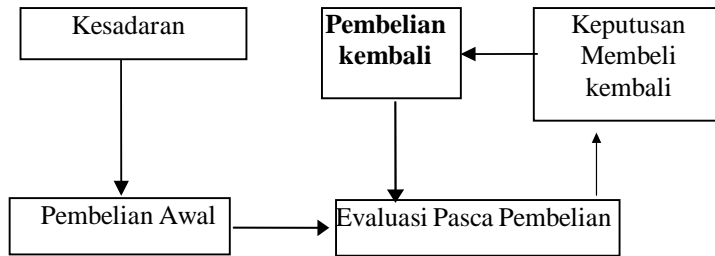 Kesadaran
Pembelian
kembali
Keputusan
Membeli
kembali
Pembelian Awal
Evaluasi Pasca Pembelian